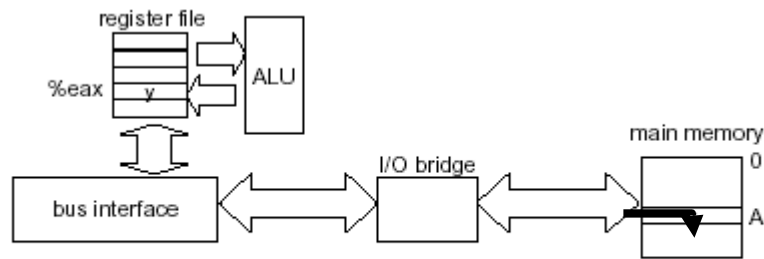 register file
ALU
%eax
y
main memory
0
I/O bridge
bus interface
A